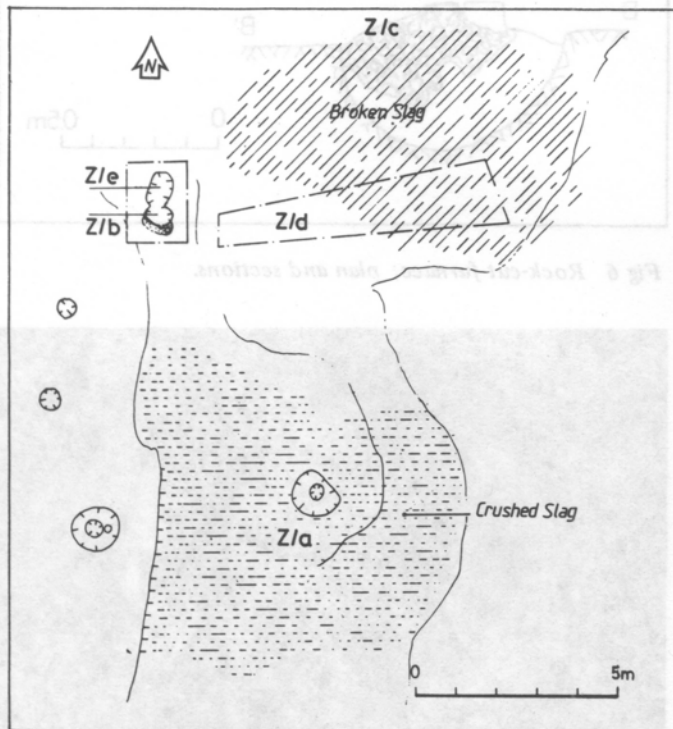 Z/c
N
Broken Slag
Z/e
Z/b
Z/d
Fig 6 Rock-cut furnace: plan and sections.
Z/a
Crushed Slag
0 5m